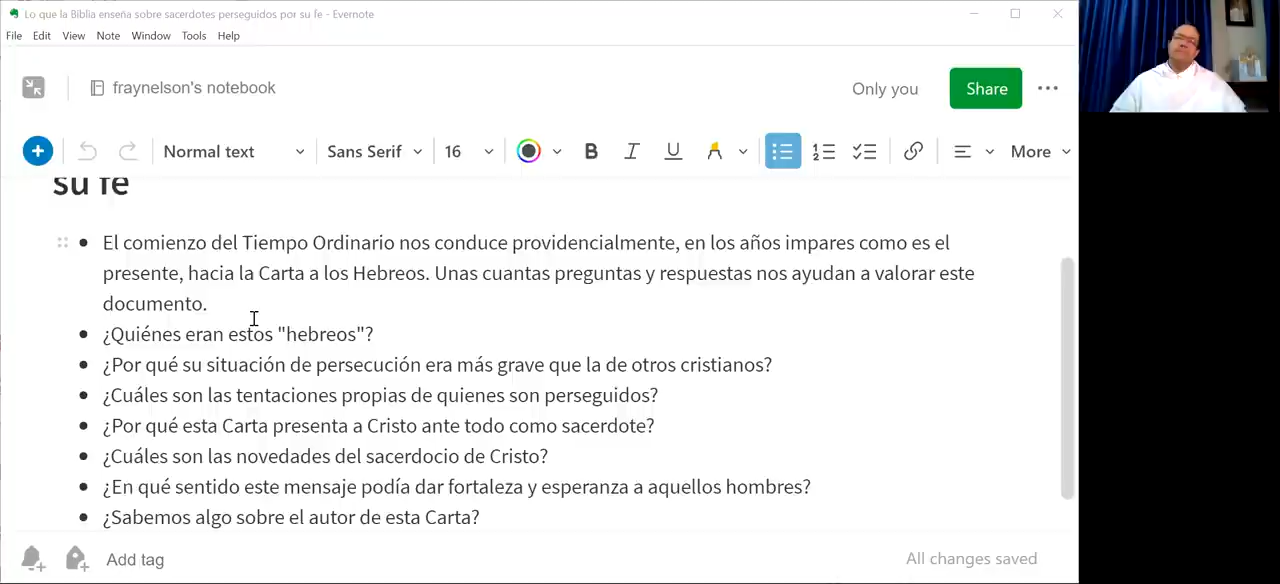 Lo que la Biblia enseña sobre sacerdotes perseguidos por su fe - Evernote
File Edit View Note Window Tools Help
fraynelson's notebook
Only you
Share
Normal text
Sans Serif
16
B I U
More
su fe
El comienzo del Tiempo Ordinario nos conduce providencialmente, en los años impares como es el
presente, hacia la Carta a los Hebreos. Unas cuantas preguntas y respuestas nos ayudan a valorar este
documento.
¿Quiénes eran estos "hebreos"?
¿Por qué su situación de persecución era más grave que la de otros cristianos?
¿Cuáles son las tentaciones propias de quienes son perseguidos?
¿Por qué esta Carta presenta a Cristo ante todo como sacerdote?
¿Cuáles son las novedades del sacerdocio de Cristo?
¿En qué sentido este mensaje podía dar fortaleza y esperanza a aquellos hombres?
¿Sabemos algo sobre el autor de esta Carta?
Add tag
All changes saved